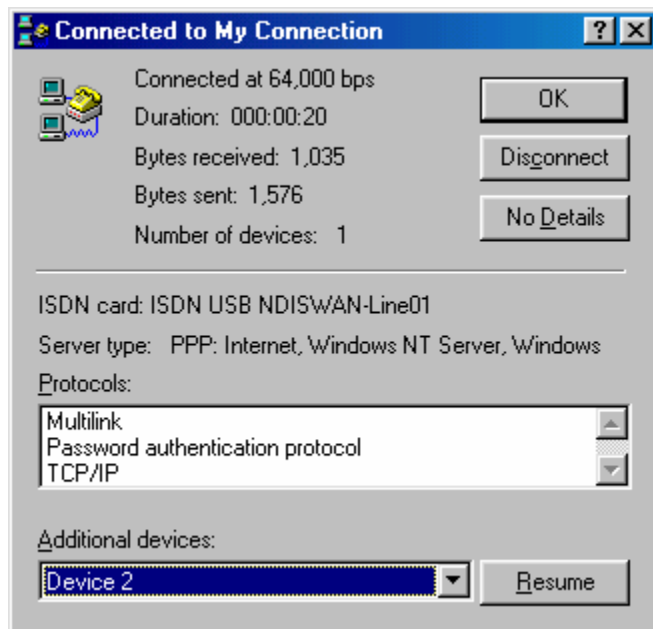 Connected to My Connection
Connected at 64,000 bps
Duration: 000:00:20
Bytes received: 1,035
Bytes sent: 1,576
Number of devices: 1
OK
Disconnect
No Details
ISDN card: ISDN USB NDISWAN-Line01
Server type: PPP: Internet, Windows NT Server, Windows
Protocols:
Multilink
Password authentication protocol
TCP/IP
Additional devices:
Device 2
Resume